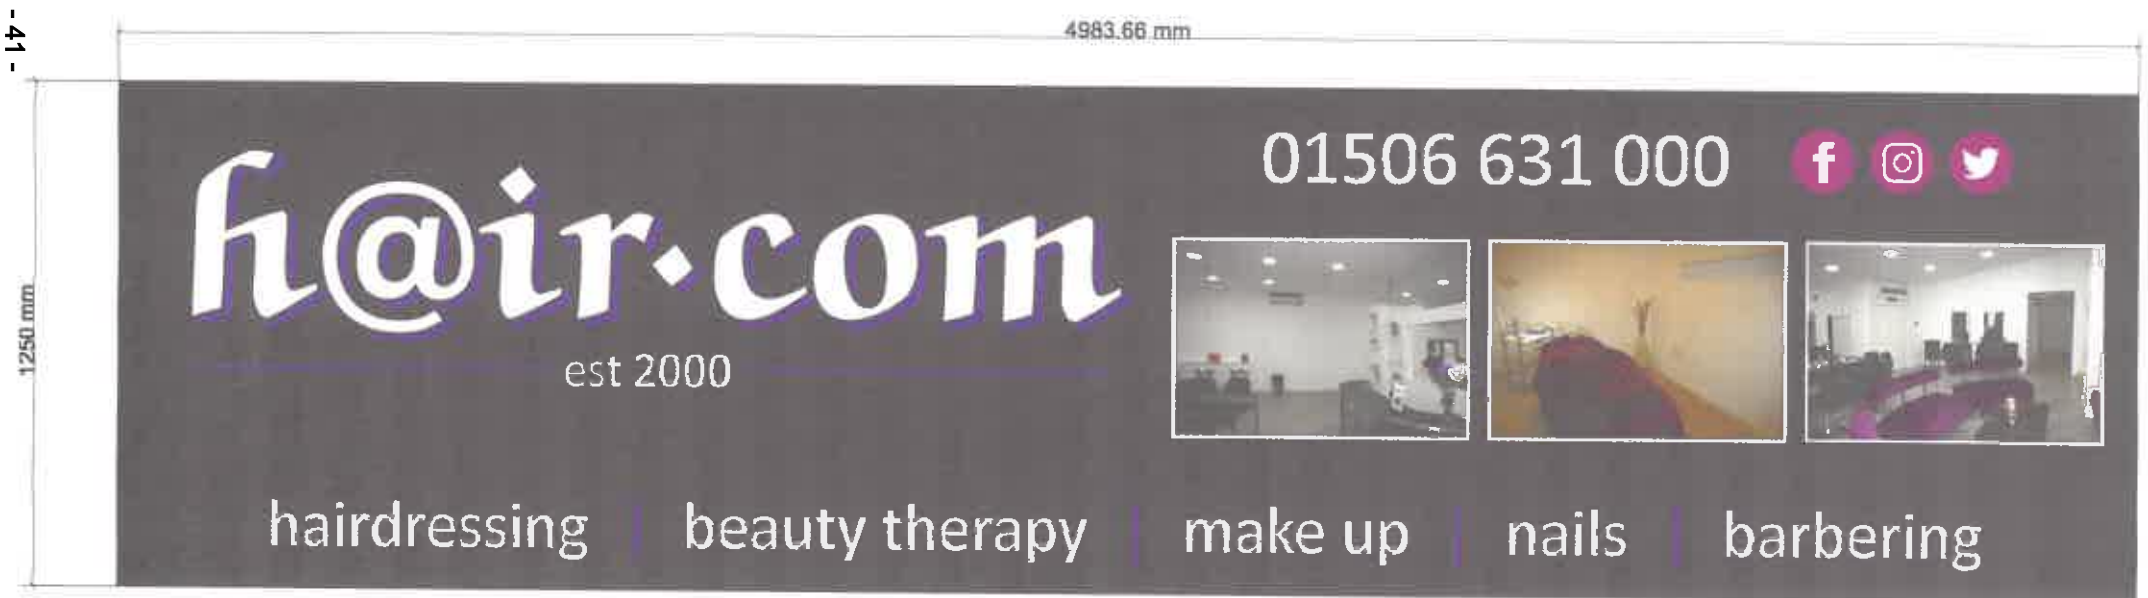 - 41 -
4983.66 mm
1250 mm
h@ir.com
est 2000
01506 631 000
hairdressing | beauty therapy | make up | nails | barbering